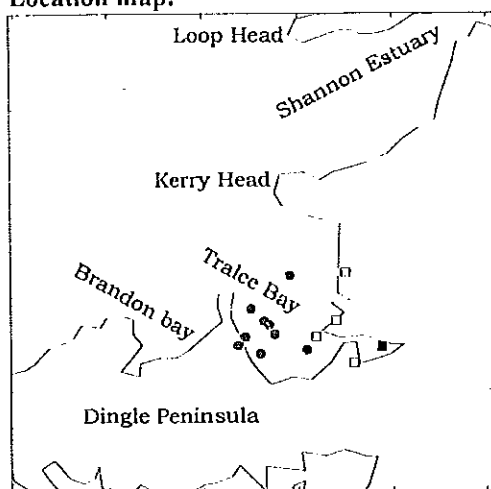 Location map.
Loop Head
Shannon Estuary
Kerry Head
Tralee Bay
Brandon bay
Dingle Peninsula